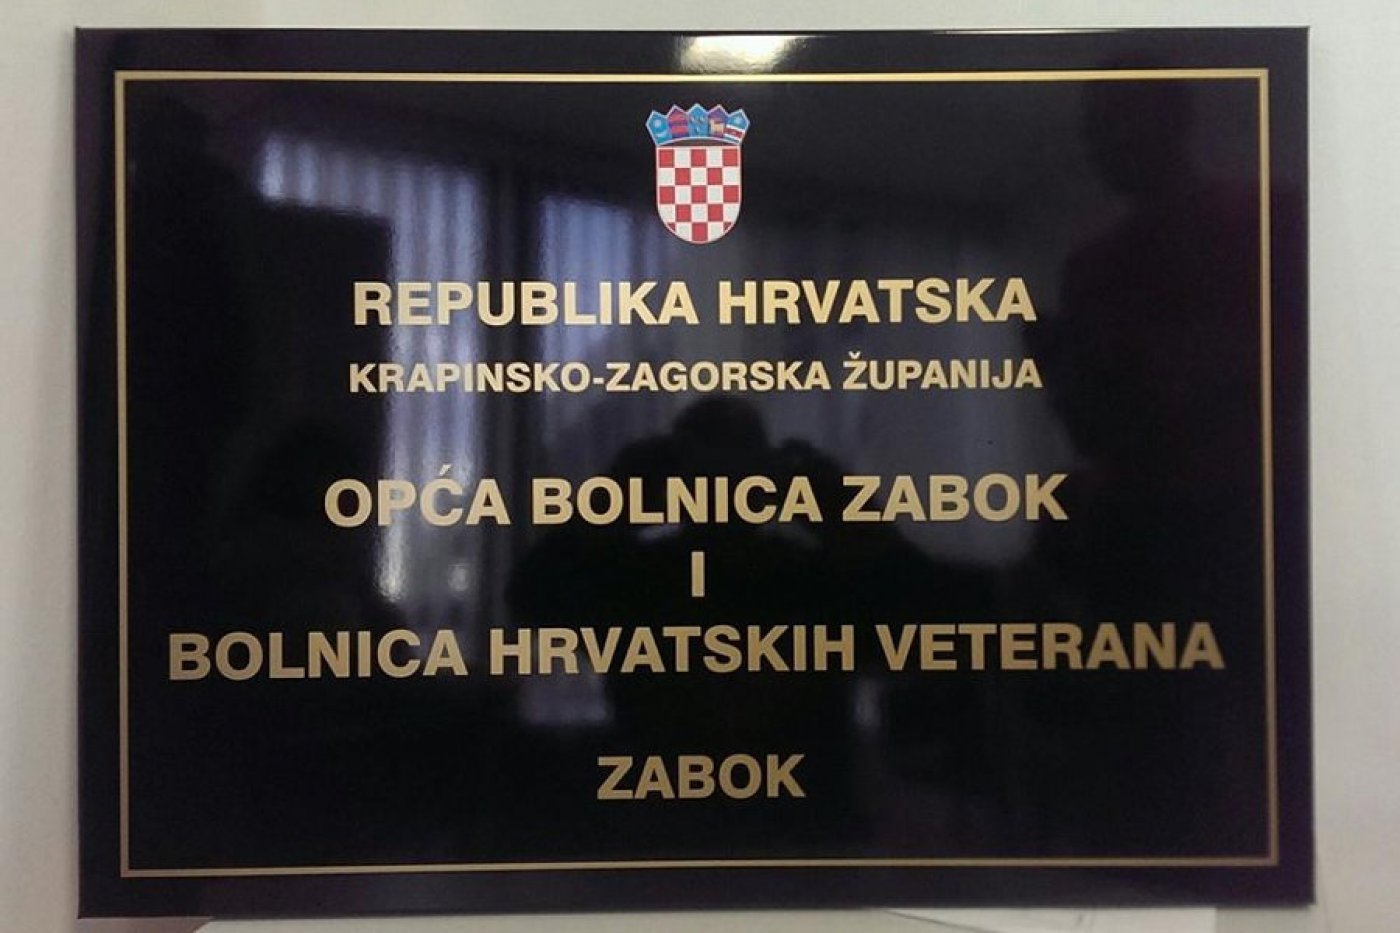 REPUBLIKA HRVATSKA
KRAPINSKO-ZAGORSKA ŽUPANIJA
OPĆA BOLNICA ZABOK
I
BOLNICA HRVATSKIH VETERANA
ZABOK